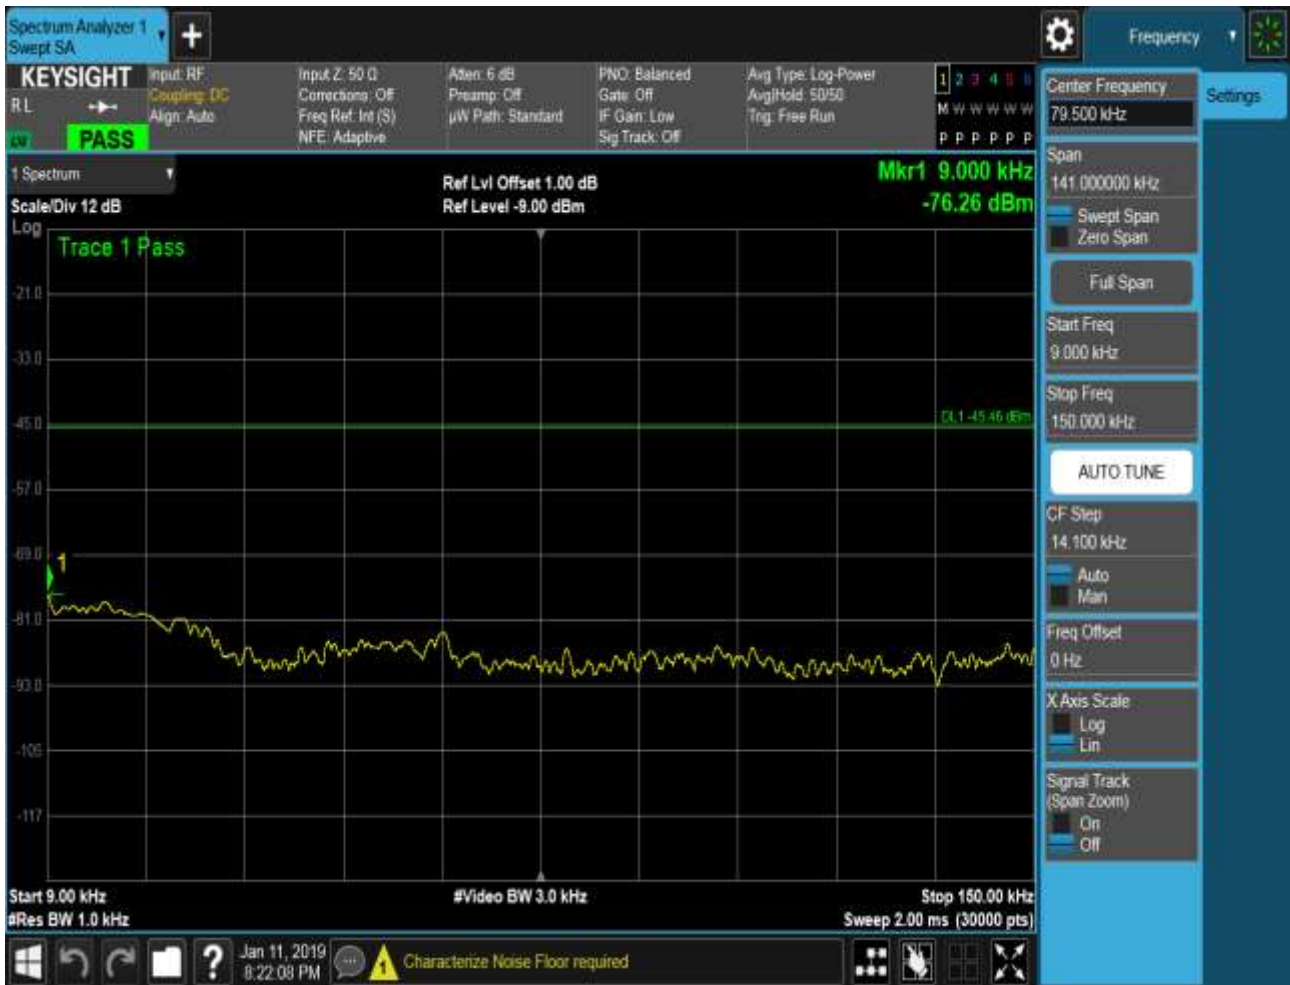 Spectrum Analyzer 1
Swept SA
+
Frequency
KEYSIGHT
R L
PASS
Input: RF
Coupling: DC
Align: Auto
Input Z: 50 Ω
Corrections: Off
Freq Ref: Int (S)
NFE: Adaptive
Atten: 6 dB
Preamp: Off
µW Path: Standard
PNO: Balanced
Gate: Off
IF Gain: Low
Sig Track: Off
Avg Type: Log-Power
Avg|Hold: 50/50
Trig: Free Run
1 2 3 4 5 6
M W W W W W
P P P P P P
1 Spectrum
Scale/Div 12 dB
Log
Ref Lvl Offset 1.00 dB
Ref Level -9.00 dBm
Mkr1 9.000 kHz
-76.26 dBm
Trace 1 Pass
-21.0
-33.0
-45.0
DL1 -45.46 dBm
-57.0
-69.0
1
-81.0
-93.0
-105
-117
Start 9.00 kHz
#Res BW 1.0 kHz
#Video BW 3.0 kHz
Stop 150.00 kHz
Sweep 2.00 ms (30000 pts)
Center Frequency
79.500 kHz
Settings
Span
141.000000 kHz
Swept Span
Zero Span
Full Span
Start Freq
9.000 kHz
Stop Freq
150.000 kHz
AUTO TUNE
CF Step
14.100 kHz
Auto
Man
Freq Offset
0 Hz
X Axis Scale
Log
Lin
Signal Track
(Span Zoom)
On
Off
?
Jan 11, 2019
8:22:08 PM
1
Characterize Noise Floor required